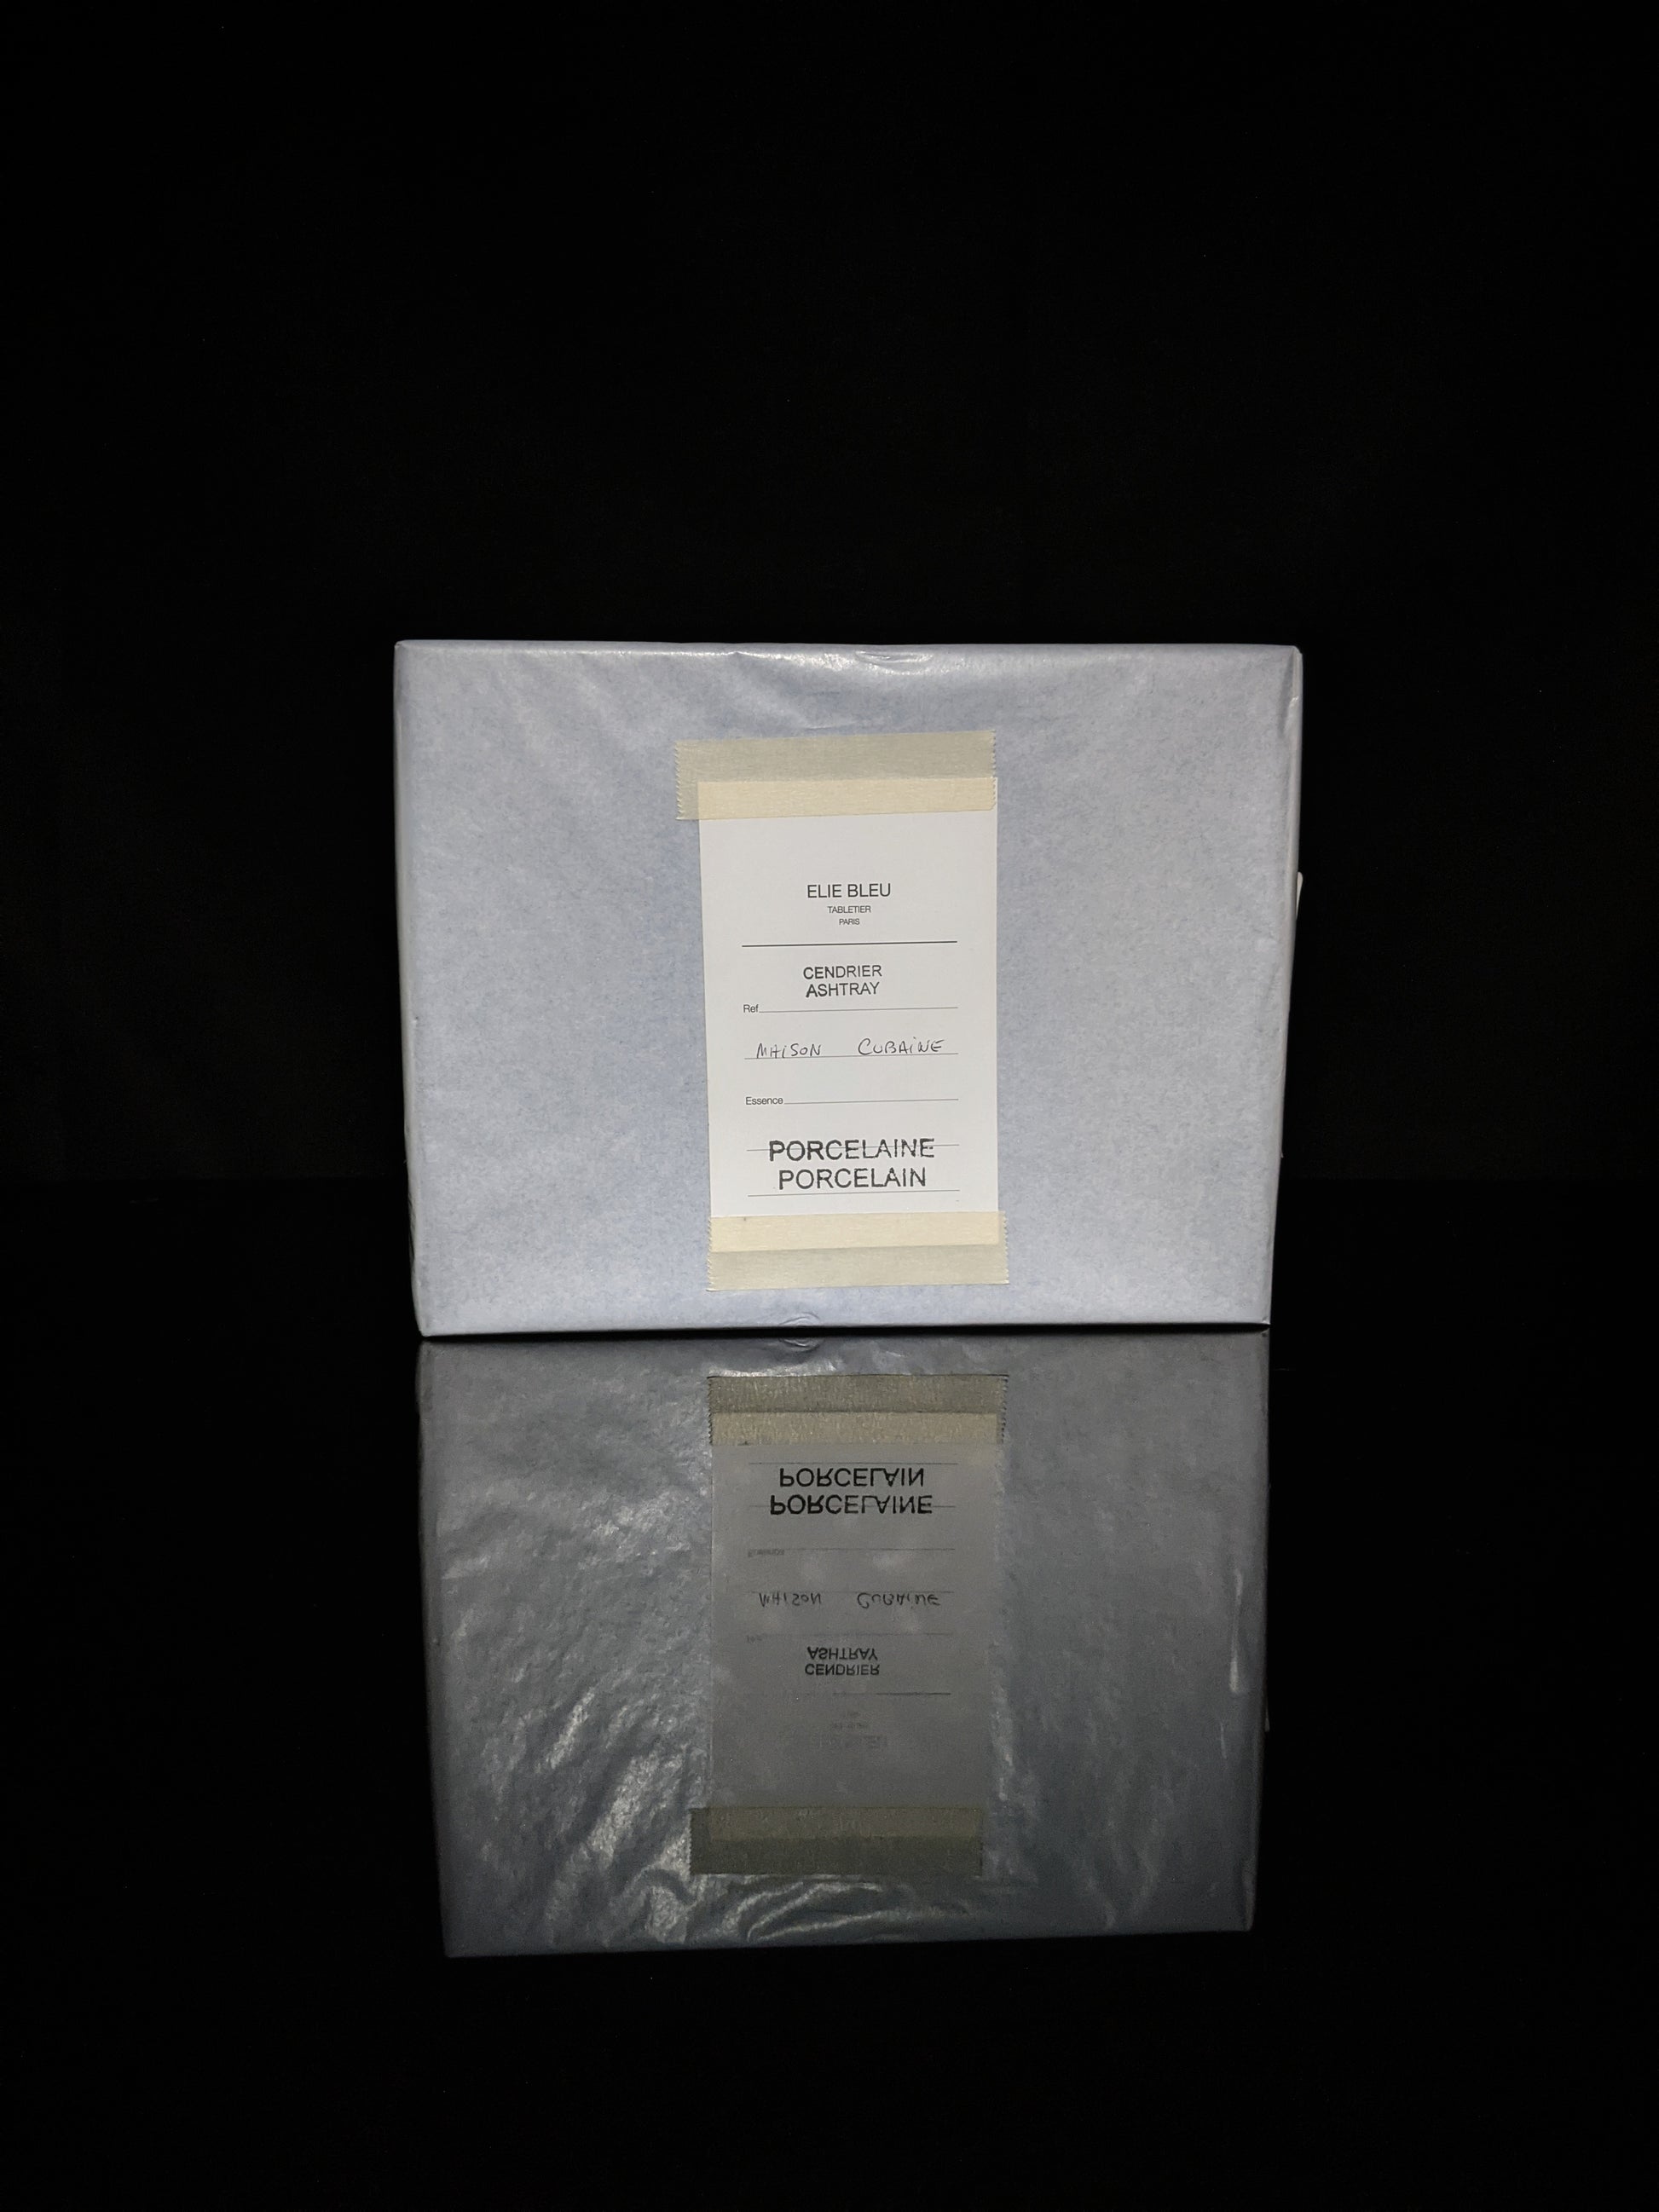 ELIE BLEU
TABLETIER
PARIS
CENDRIER
ASHTRAY
Ref
MAISON CUBAiNE
Essence
PORCELAINE
PORCELAIN